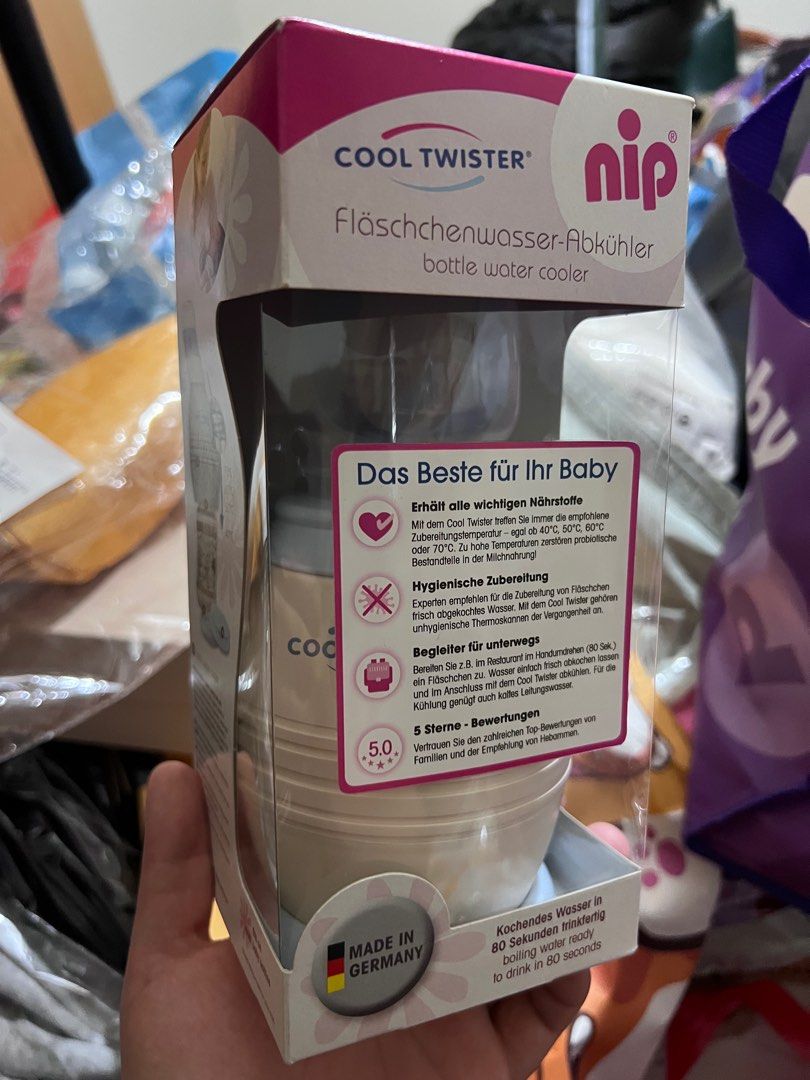 COOL TWISTER®
nip®
Fläschchenwasser-Abkühler
bottle water cooler
Das Beste für Ihr Baby
Erhält alle wichtigen Nährstoffe
Mit dem Cool Twister treffen Sie immer die empfohlene
Zubereitungstemperatur – egal ob 40°C, 50°C, 60°C
oder 70°C. Zu hohe Temperaturen zerstören probiotische
Bestandteile in der Milchnahrung!
Hygienische Zubereitung
Experten empfehlen für die Zubereitung von Fläschchen
frisch abgekochtes Wasser. Mit dem Cool Twister gehören
unhygienische Thermoskannen der Vergangenheit an.
Begleiter für unterwegs
Bereiten Sie z.B. im Restaurant im Handumdrehen (80 Sek.)
ein Fläschchen zu. Wasser einfach frisch abkochen lassen
und im Anschluss mit dem Cool Twister abkühlen. Für die
Kühlung genügt auch kaltes Leitungswasser.
5.0
5 Sterne - Bewertungen
Vertrauen Sie den zahlreichen Top-Bewertungen von
Familien und der Empfehlung von Hebammen.
COO
MADE IN
GERMANY
Kochendes Wasser in
80 Sekunden trinkfertig
boiling water ready
to drink in 80 seconds
by